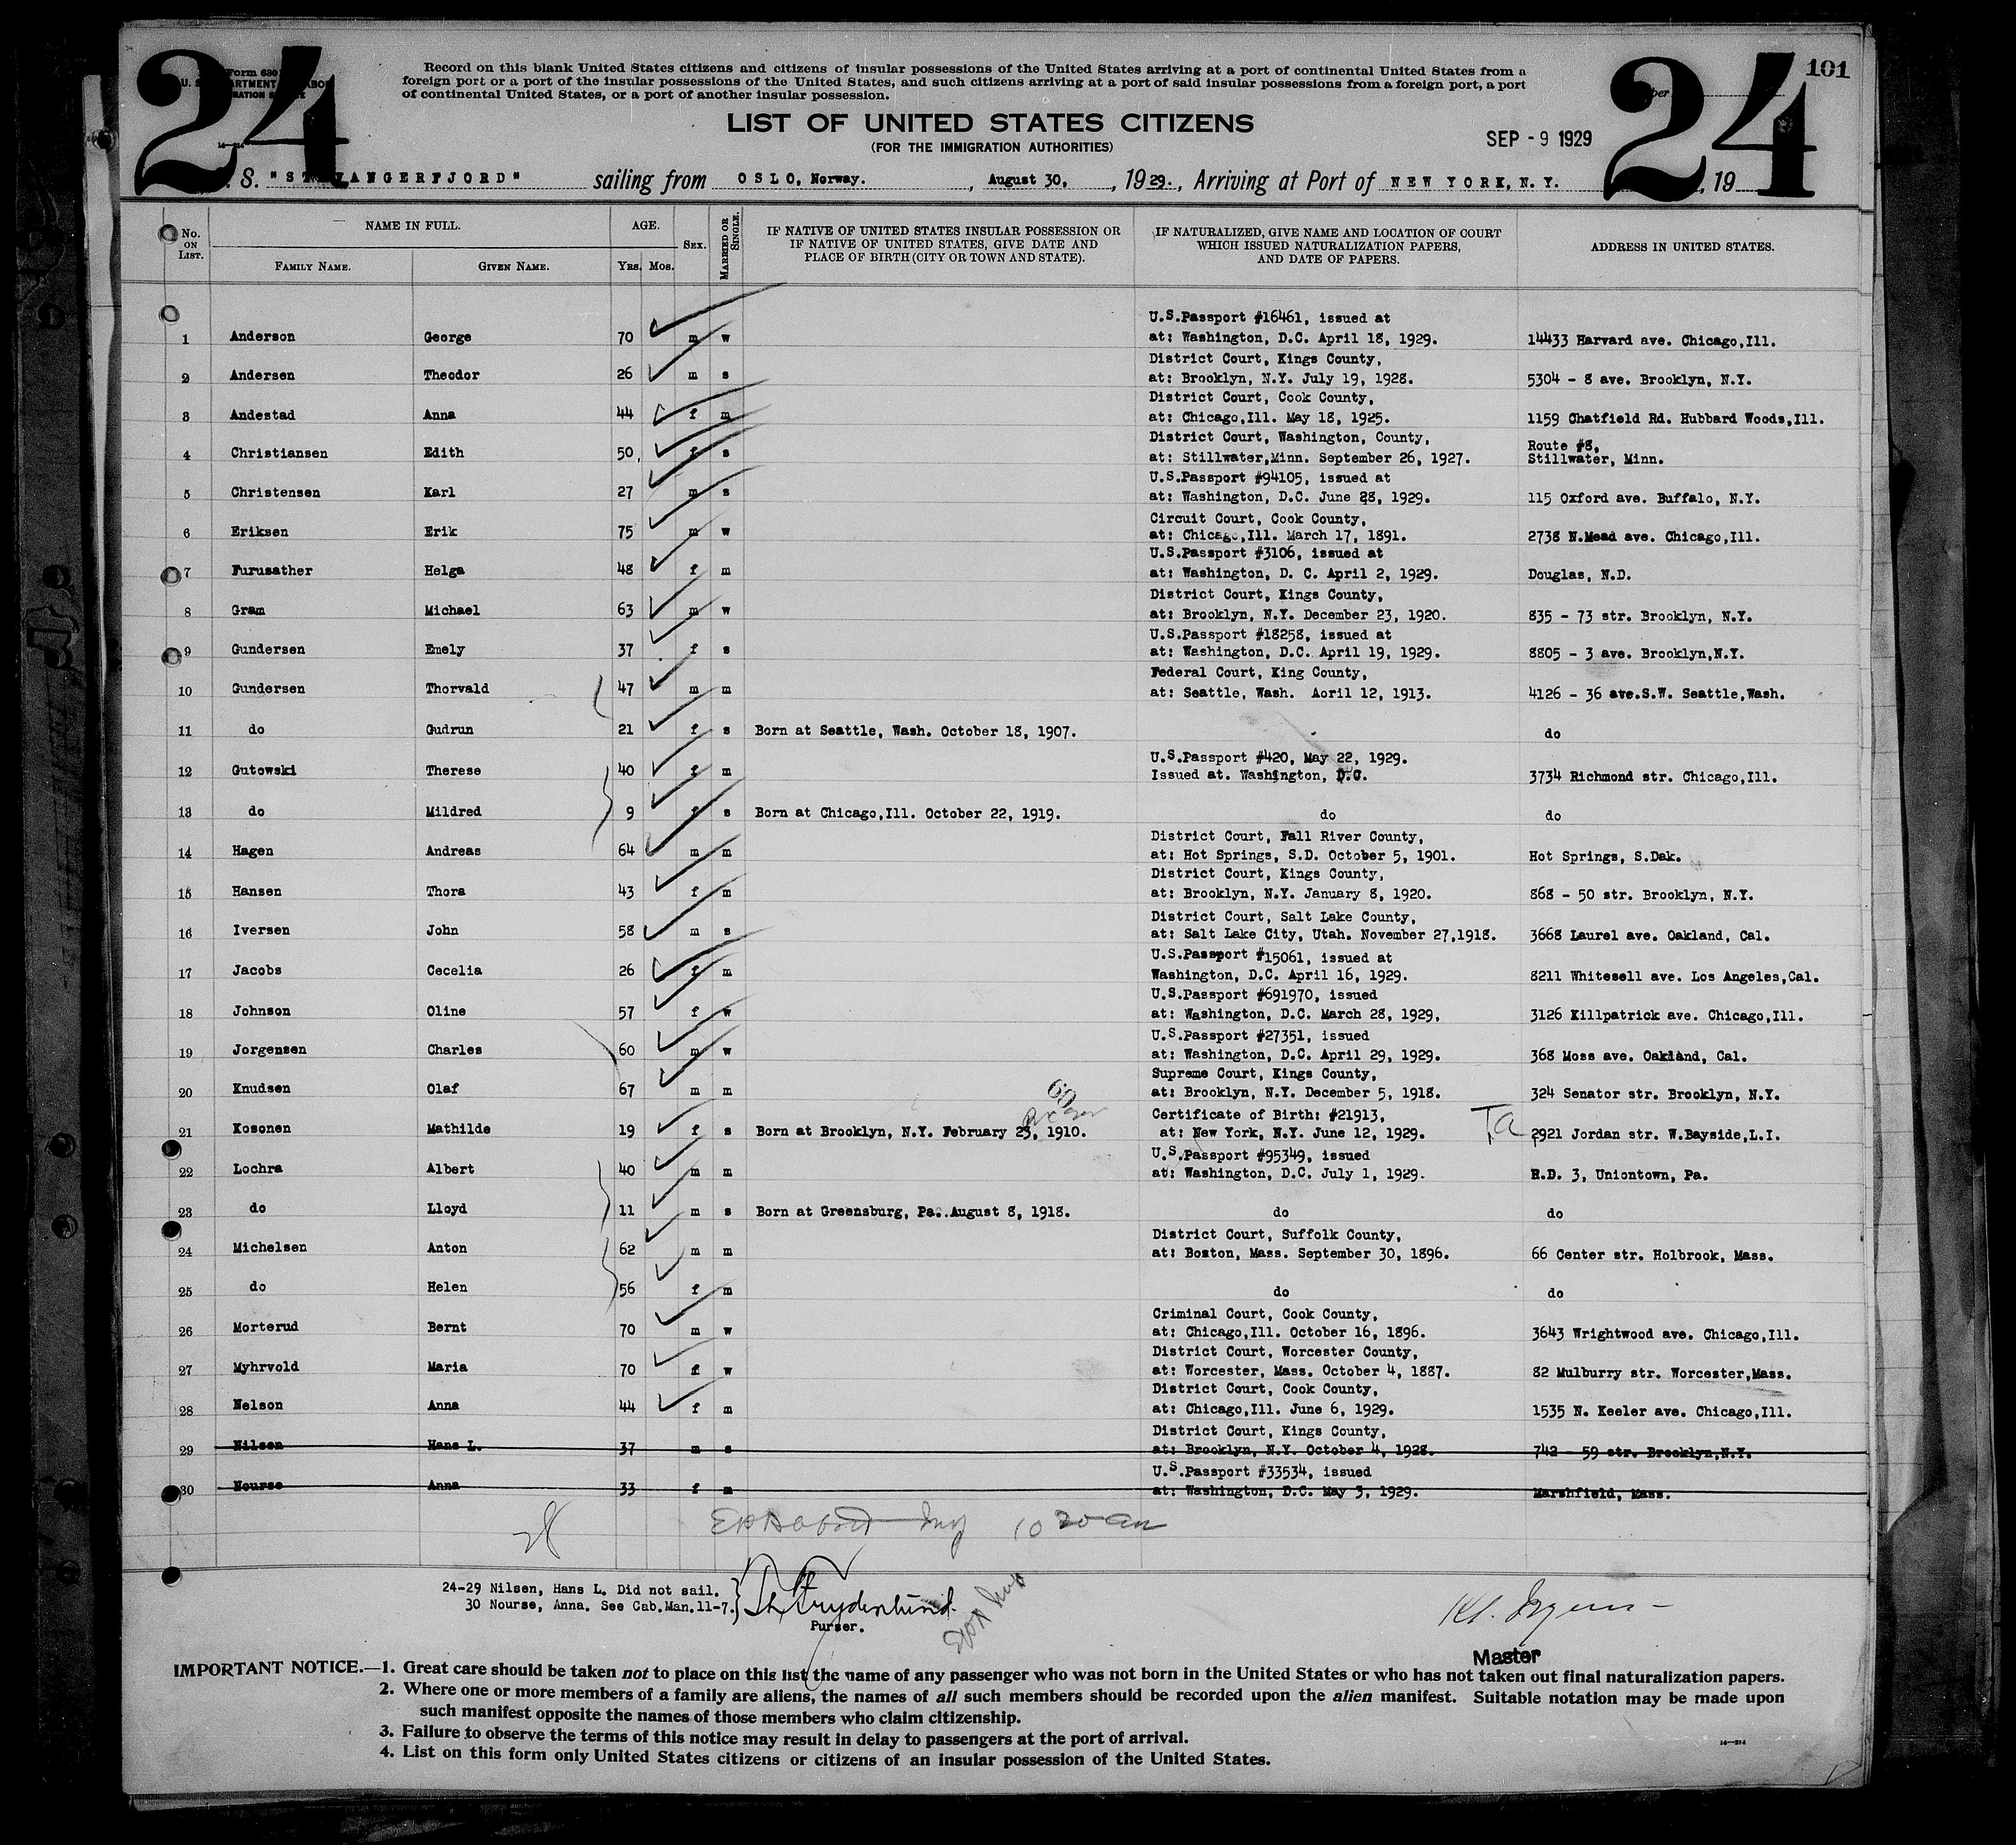 24
24
101
Form 630
Record on this blank United States citizens and citizens of insular possessions of the United States arriving at a port of continental United States from a
foreign port or a port of the insular possessions of the United States, and such citizens arriving at a port of said insular possessions from a foreign port, a port
of continental United States, or a port of another insular possession.
LIST OF UNITED STATES CITIZENS
(FOR THE IMMIGRATION AUTHORITIES)
SEP - 9 1929
S. "STAVANGERFJORD" sailing from OSLO, Norway. , August 30, , 1929. , Arriving at Port of NEW YORK, N.Y. , 19
No. ON LIST. NAME IN FULL. AGE. SEX. MARRIED OR SINGLE. IF NATIVE OF UNITED STATES INSULAR POSSESSION OR IF NATIVE OF UNITED STATES, GIVE DATE AND PLACE OF BIRTH (CITY OR TOWN AND STATE). IF NATURALIZED, GIVE NAME AND LOCATION OF COURT WHICH ISSUED NATURALIZATION PAPERS, AND DATE OF PAPERS. ADDRESS IN UNITED STATES.
FAMILY NAME. GIVEN NAME. YRS. MOS.
U.S.Passport #16461, issued at
1 Anderson George 70 m w at: Washington, D.C. April 18, 1929. 14433 Harvard ave. Chicago,Ill.
District Court, Kings County,
2 Andersen Theodor 26 m s at: Brooklyn, N.Y. July 19, 1928. 5304 - 8 ave. Brooklyn, N.Y.
District Court, Cook County,
3 Andestad Anna 44 f m at: Chicago,Ill. May 18, 1925. 1159 Chatfield Rd. Hubbard Woods,Ill.
District Court, Washington, County, Route #8,
4 Christiansen Edith 50, f s at: Stillwater,Minn. September 26, 1927. Stillwater, Minn.
U.S.Passport #94105, issued at
5 Christensen Karl 27 m s at: Washington, D.C. June 28, 1929. 115 Oxford ave. Buffalo, N.Y.
Circuit Court, Cook County,
6 Eriksen Erik 75 m w at: Chicago,Ill. March 17, 1891. 2738 N.Mead ave. Chicago,Ill.
U.S.Passport #3106, issued at
7 Furusather Helga 48 f m at: Washington, D. C. April 2, 1929. Douglas, N.D.
District Court, Kings County,
8 Gram Michael 63 m w at: Brooklyn, N.Y. December 23, 1920. 835 - 73 str. Brooklyn, N.Y.
U.S.Passport #18258, issued at
9 Gundersen Emely 37 f s at: Washington, D.C. April 19, 1929. 8805 - 3 ave. Brooklyn,N.Y.
Federal Court, King County,
10 Gundersen Thorvald 47 m m at: Seattle, Wash. Aoril 12, 1913. 4126 - 36 ave.S.W. Seattle,Wash.
11 do Gudrun 21 f s Born at Seattle, Wash. October 18, 1907. do
U.S.Passport #420, May 22, 1929.
12 Gutowski Therese 40 f m Issued at. Washington, D.C. 3734 Richmond str. Chicago,Ill.
13 do Mildred 9 f s Born at Chicago,Ill. October 22, 1919. do do
District Court, Fall River County,
14 Hagen Andreas 64 m m at: Hot Springs, S.D. October 5, 1901. Hot Springs, S.Dak.
District Court, Kings County,
15 Hansen Thora 43 f m at: Brooklyn, N.Y. January 8, 1920. 868 - 50 str. Brooklyn, N.Y.
District Court, Salt Lake County,
16 Iversen John 58 m s at: Salt Lake City, Utah. November 27,1918. 3668 Laurel ave. Oakland, Cal.
U.S.Passport #15061, issued at
17 Jacobs Cecelia 26 f m Washington, D.C. April 16, 1929. 8211 Whitesell ave. Los Angeles,Cal.
U.S.Passport #691970, issued
18 Johnson Oline 57 f w at: Washington, D.C. March 28, 1929, 3126 Killpatrick ave. Chicago,Ill.
U.S.Passport #27351, issued
19 Jorgensen Charles 60 m w at: Washington, D.C. April 29, 1929. 368 Moss ave. Oakland, Cal.
Supreme Court, Kings County,
20 Knudsen Olaf 67 m m at: Brooklyn, N.Y. December 5, 1918. 324 Senator str. Brooklyn, N.Y.
Certificate of Birth: #21913,
21 Kosonen Mathilde 19 f s Born at Brooklyn, N.Y. February 23, 1910. at: New York, N.Y. June 12, 1929. 2921 Jordan str. W.Bayside,L.I.
U.S.Passport #95349, issued
22 Lochra Albert 40 m m at: Washington, D.C. July 1, 1929. R.D. 3, Uniontown, Pa.
23 do Lloyd 11 m s Born at Greensburg, Pa..August 8, 1918. do do
District Court, Suffolk County,
24 Michelsen Anton 62 m m at: Boston, Mass. September 30, 1896. 66 Center str. Holbrook, Mass.
25 do Helen 56 f m do do
Criminal Court, Cook County,
26 Morterud Bernt 70 m w at: Chicago,Ill. October 16, 1896. 3643 Wrightwood ave. Chicago,Ill.
District Court, Worcester County,
27 Myhrvold Maria 70 f w at: Worcester, Mass. October 4, 1887. 82 Mulburry str. Worcester,Mass.
District Court, Cook County,
28 Nelson Anna 44 f m at: Chicago,Ill. June 6, 1929. 1535 N. Keeler ave. Chicago,Ill.
District Court, Kings County,
29 Nilsen Hans L. 37 m s at: Brooklyn, N.Y. October 4, 1928. 742 - 59 str. Brooklyn,N.Y.
U.S.Passport #33534, issued
30 Nourse Anna 33 f m at: Washington, D.C. May 3, 1929. Marshfield, Mass.
10 20 am
24-29 Nilsen, Hans L. Did not sail.
30 Nourse, Anna. See Cab.Man.11-7.
Purser.
Master
IMPORTANT NOTICE.—1. Great care should be taken not to place on this list the name of any passenger who was not born in the United States or who has not taken out final naturalization papers.
2. Where one or more members of a family are aliens, the names of all such members should be recorded upon the alien manifest. Suitable notation may be made upon
such manifest opposite the names of those members who claim citizenship.
3. Failure to observe the terms of this notice may result in delay to passengers at the port of arrival.
4. List on this form only United States citizens or citizens of an insular possession of the United States.
14—214